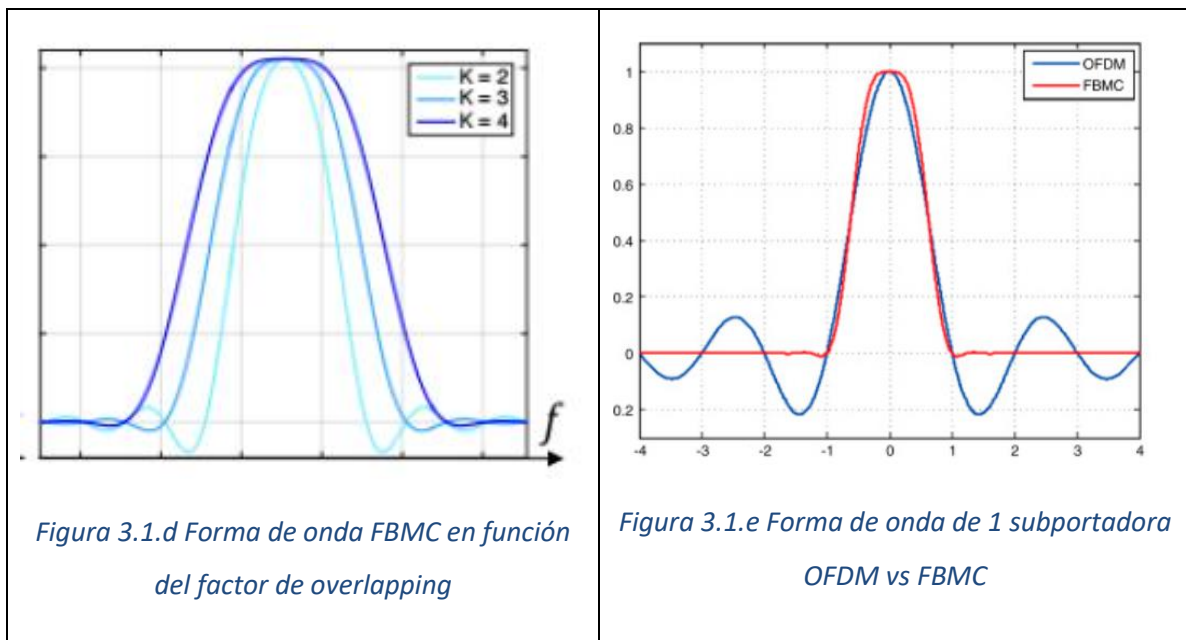 K = 2
K = 3
K = 4
f
Figura 3.1.d Forma de onda FBMC en función
del factor de overlapping
OFDM
FBMC
1
0.8
0.6
0.4
0.2
0
0.2
-4 -3 -2 -1 0 1 2 3 4
Figura 3.1.e Forma de onda de 1 subportadora
OFDM vs FBMC